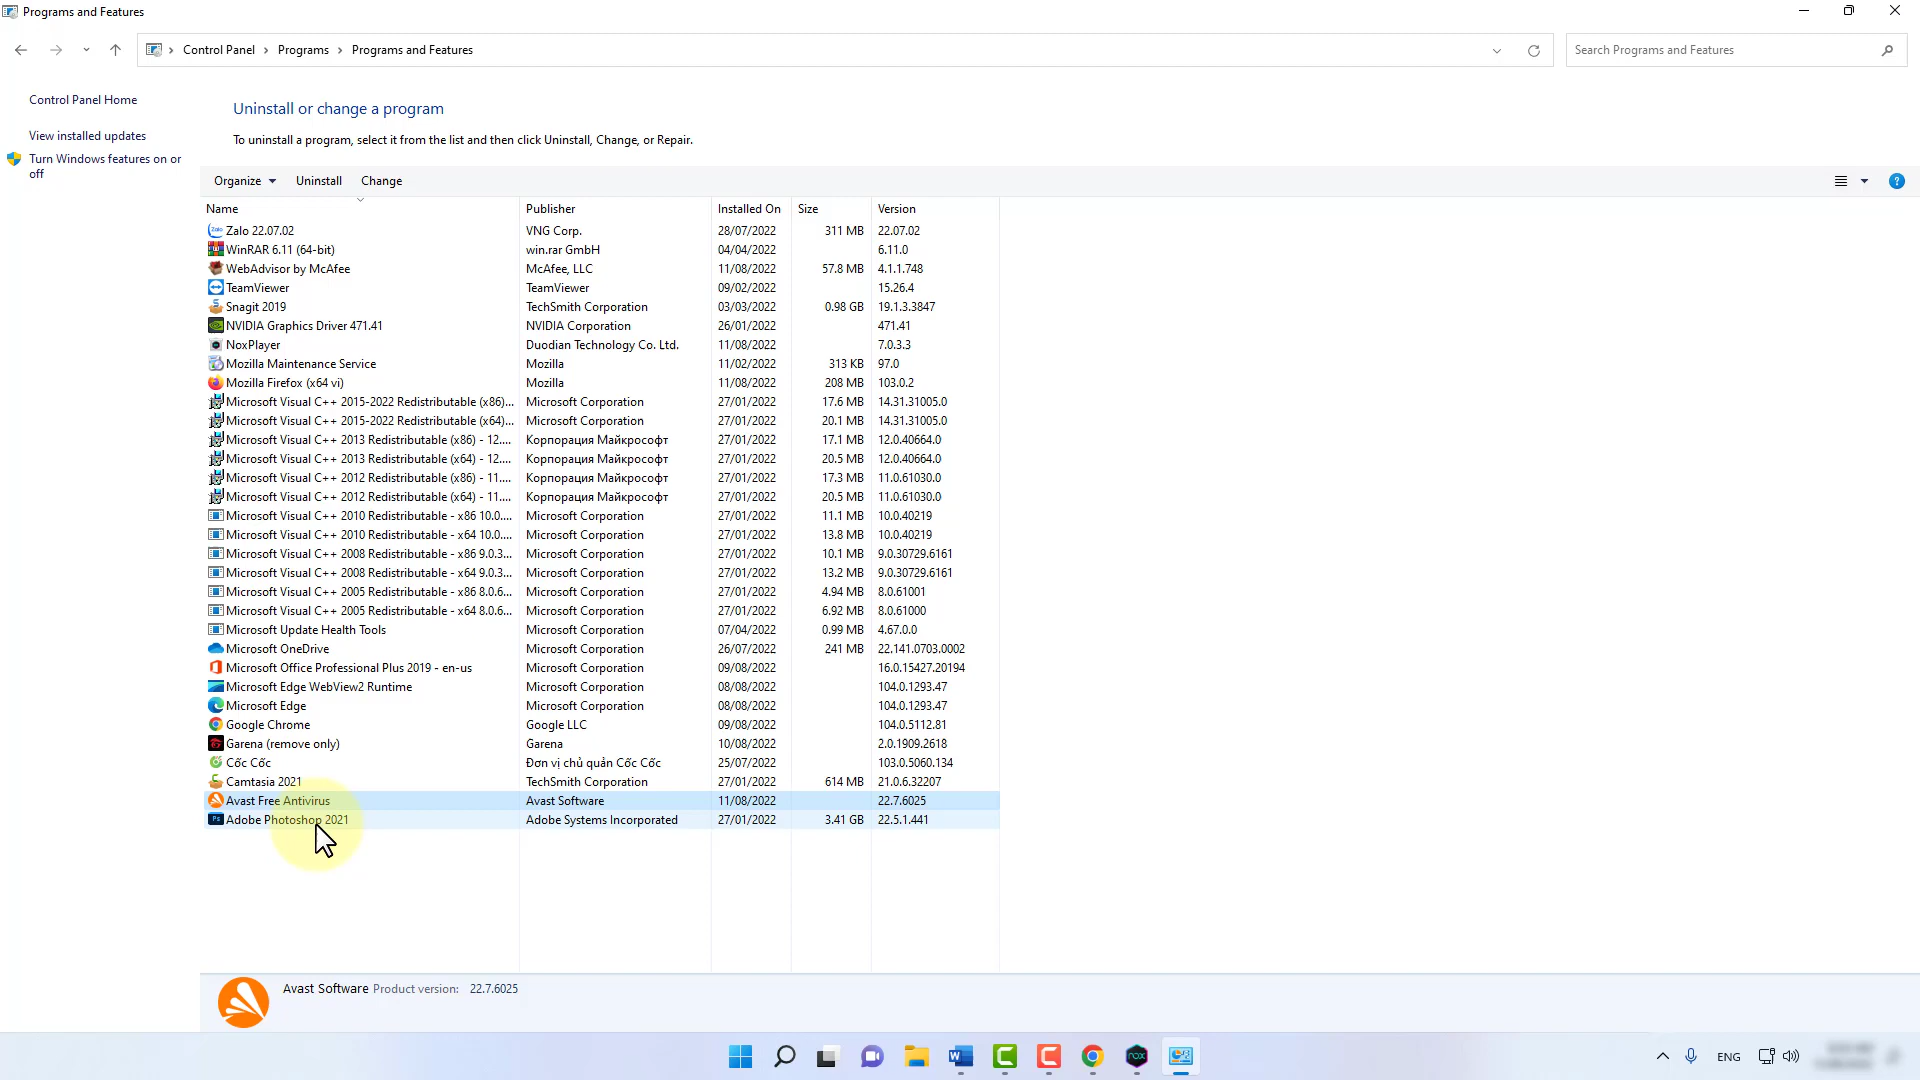 Programs and Features
Control Panel > Programs > Programs and Features
Search Programs and Features
Control Panel Home
View installed updates
Turn Windows features on or
off
Uninstall or change a program
To uninstall a program, select it from the list and then click Uninstall, Change, or Repair.
Organize Uninstall Change
Name Publisher Installed On Size Version
Zalo 22.07.02 VNG Corp. 28/07/2022 311 MB 22.07.02
WinRAR 6.11 (64-bit) win.rar GmbH 04/04/2022 6.11.0
WebAdvisor by McAfee McAfee, LLC 11/08/2022 57.8 MB 4.1.1.748
TeamViewer TeamViewer 09/02/2022 15.26.4
Snagit 2019 TechSmith Corporation 03/03/2022 0.98 GB 19.1.3.3847
NVIDIA Graphics Driver 471.41 NVIDIA Corporation 26/01/2022 471.41
NoxPlayer Duodian Technology Co. Ltd. 11/08/2022 7.0.3.3
Mozilla Maintenance Service Mozilla 11/02/2022 313 KB 97.0
Mozilla Firefox (x64 vi) Mozilla 11/08/2022 208 MB 103.0.2
Microsoft Visual C++ 2015-2022 Redistributable (x86)... Microsoft Corporation 27/01/2022 17.6 MB 14.31.31005.0
Microsoft Visual C++ 2015-2022 Redistributable (x64)... Microsoft Corporation 27/01/2022 20.1 MB 14.31.31005.0
Microsoft Visual C++ 2013 Redistributable (x86) - 12.... Корпорация Майкрософт 27/01/2022 17.1 MB 12.0.40664.0
Microsoft Visual C++ 2013 Redistributable (x64) - 12.... Корпорация Майкрософт 27/01/2022 20.5 MB 12.0.40664.0
Microsoft Visual C++ 2012 Redistributable (x86) - 11.... Корпорация Майкрософт 27/01/2022 17.3 MB 11.0.61030.0
Microsoft Visual C++ 2012 Redistributable (x64) - 11.... Корпорация Майкрософт 27/01/2022 20.5 MB 11.0.61030.0
Microsoft Visual C++ 2010 Redistributable - x86 10.0.... Microsoft Corporation 27/01/2022 11.1 MB 10.0.40219
Microsoft Visual C++ 2010 Redistributable - x64 10.0.... Microsoft Corporation 27/01/2022 13.8 MB 10.0.40219
Microsoft Visual C++ 2008 Redistributable - x86 9.0.3... Microsoft Corporation 27/01/2022 10.1 MB 9.0.30729.6161
Microsoft Visual C++ 2008 Redistributable - x64 9.0.3... Microsoft Corporation 27/01/2022 13.2 MB 9.0.30729.6161
Microsoft Visual C++ 2005 Redistributable - x86 8.0.6... Microsoft Corporation 27/01/2022 4.94 MB 8.0.61001
Microsoft Visual C++ 2005 Redistributable - x64 8.0.6... Microsoft Corporation 27/01/2022 6.92 MB 8.0.61000
Microsoft Update Health Tools Microsoft Corporation 07/04/2022 0.99 MB 4.67.0.0
Microsoft OneDrive Microsoft Corporation 26/07/2022 241 MB 22.141.0703.0002
Microsoft Office Professional Plus 2019 - en-us Microsoft Corporation 09/08/2022 16.0.15427.20194
Microsoft Edge WebView2 Runtime Microsoft Corporation 08/08/2022 104.0.1293.47
Microsoft Edge Microsoft Corporation 08/08/2022 104.0.1293.47
Google Chrome Google LLC 09/08/2022 104.0.5112.81
Garena (remove only) Garena 10/08/2022 2.0.1909.2618
Cốc Cốc Đơn vị chủ quản Cốc Cốc 25/07/2022 103.0.5060.134
Camtasia 2021 TechSmith Corporation 27/01/2022 614 MB 21.0.6.32207
Avast Free Antivirus Avast Software 11/08/2022 22.7.6025
Adobe Photoshop 2021 Adobe Systems Incorporated 27/01/2022 3.41 GB 22.5.1.441
Avast Software Product version: 22.7.6025
ENG